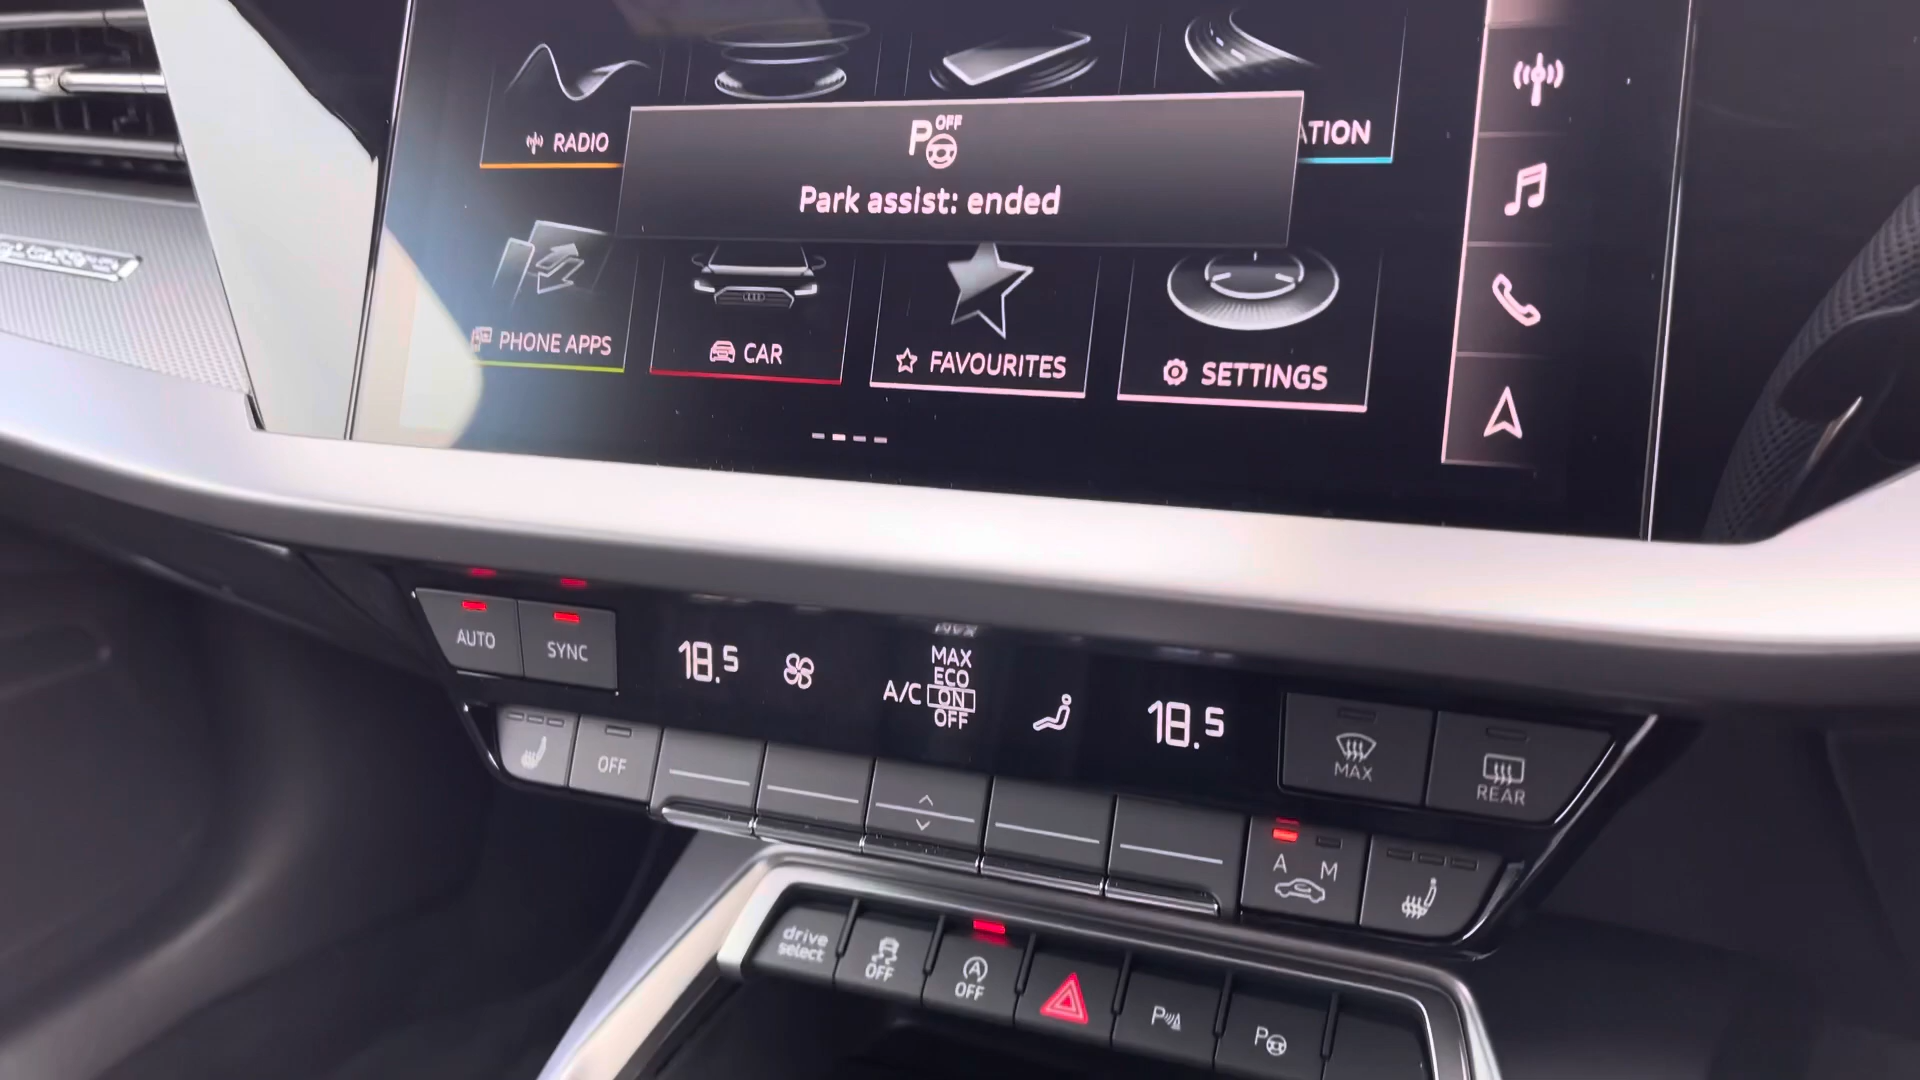 RADIO
ATION
P OFF
Park assist: ended
PHONE APPS
CAR
FAVOURITES
SETTINGS
AUTO
SYNC
18.5
MAX
ECO
A/C ON
OFF
18.5
MAX
REAR
OFF
A M
drive
select
OFF
A
OFF
P
P